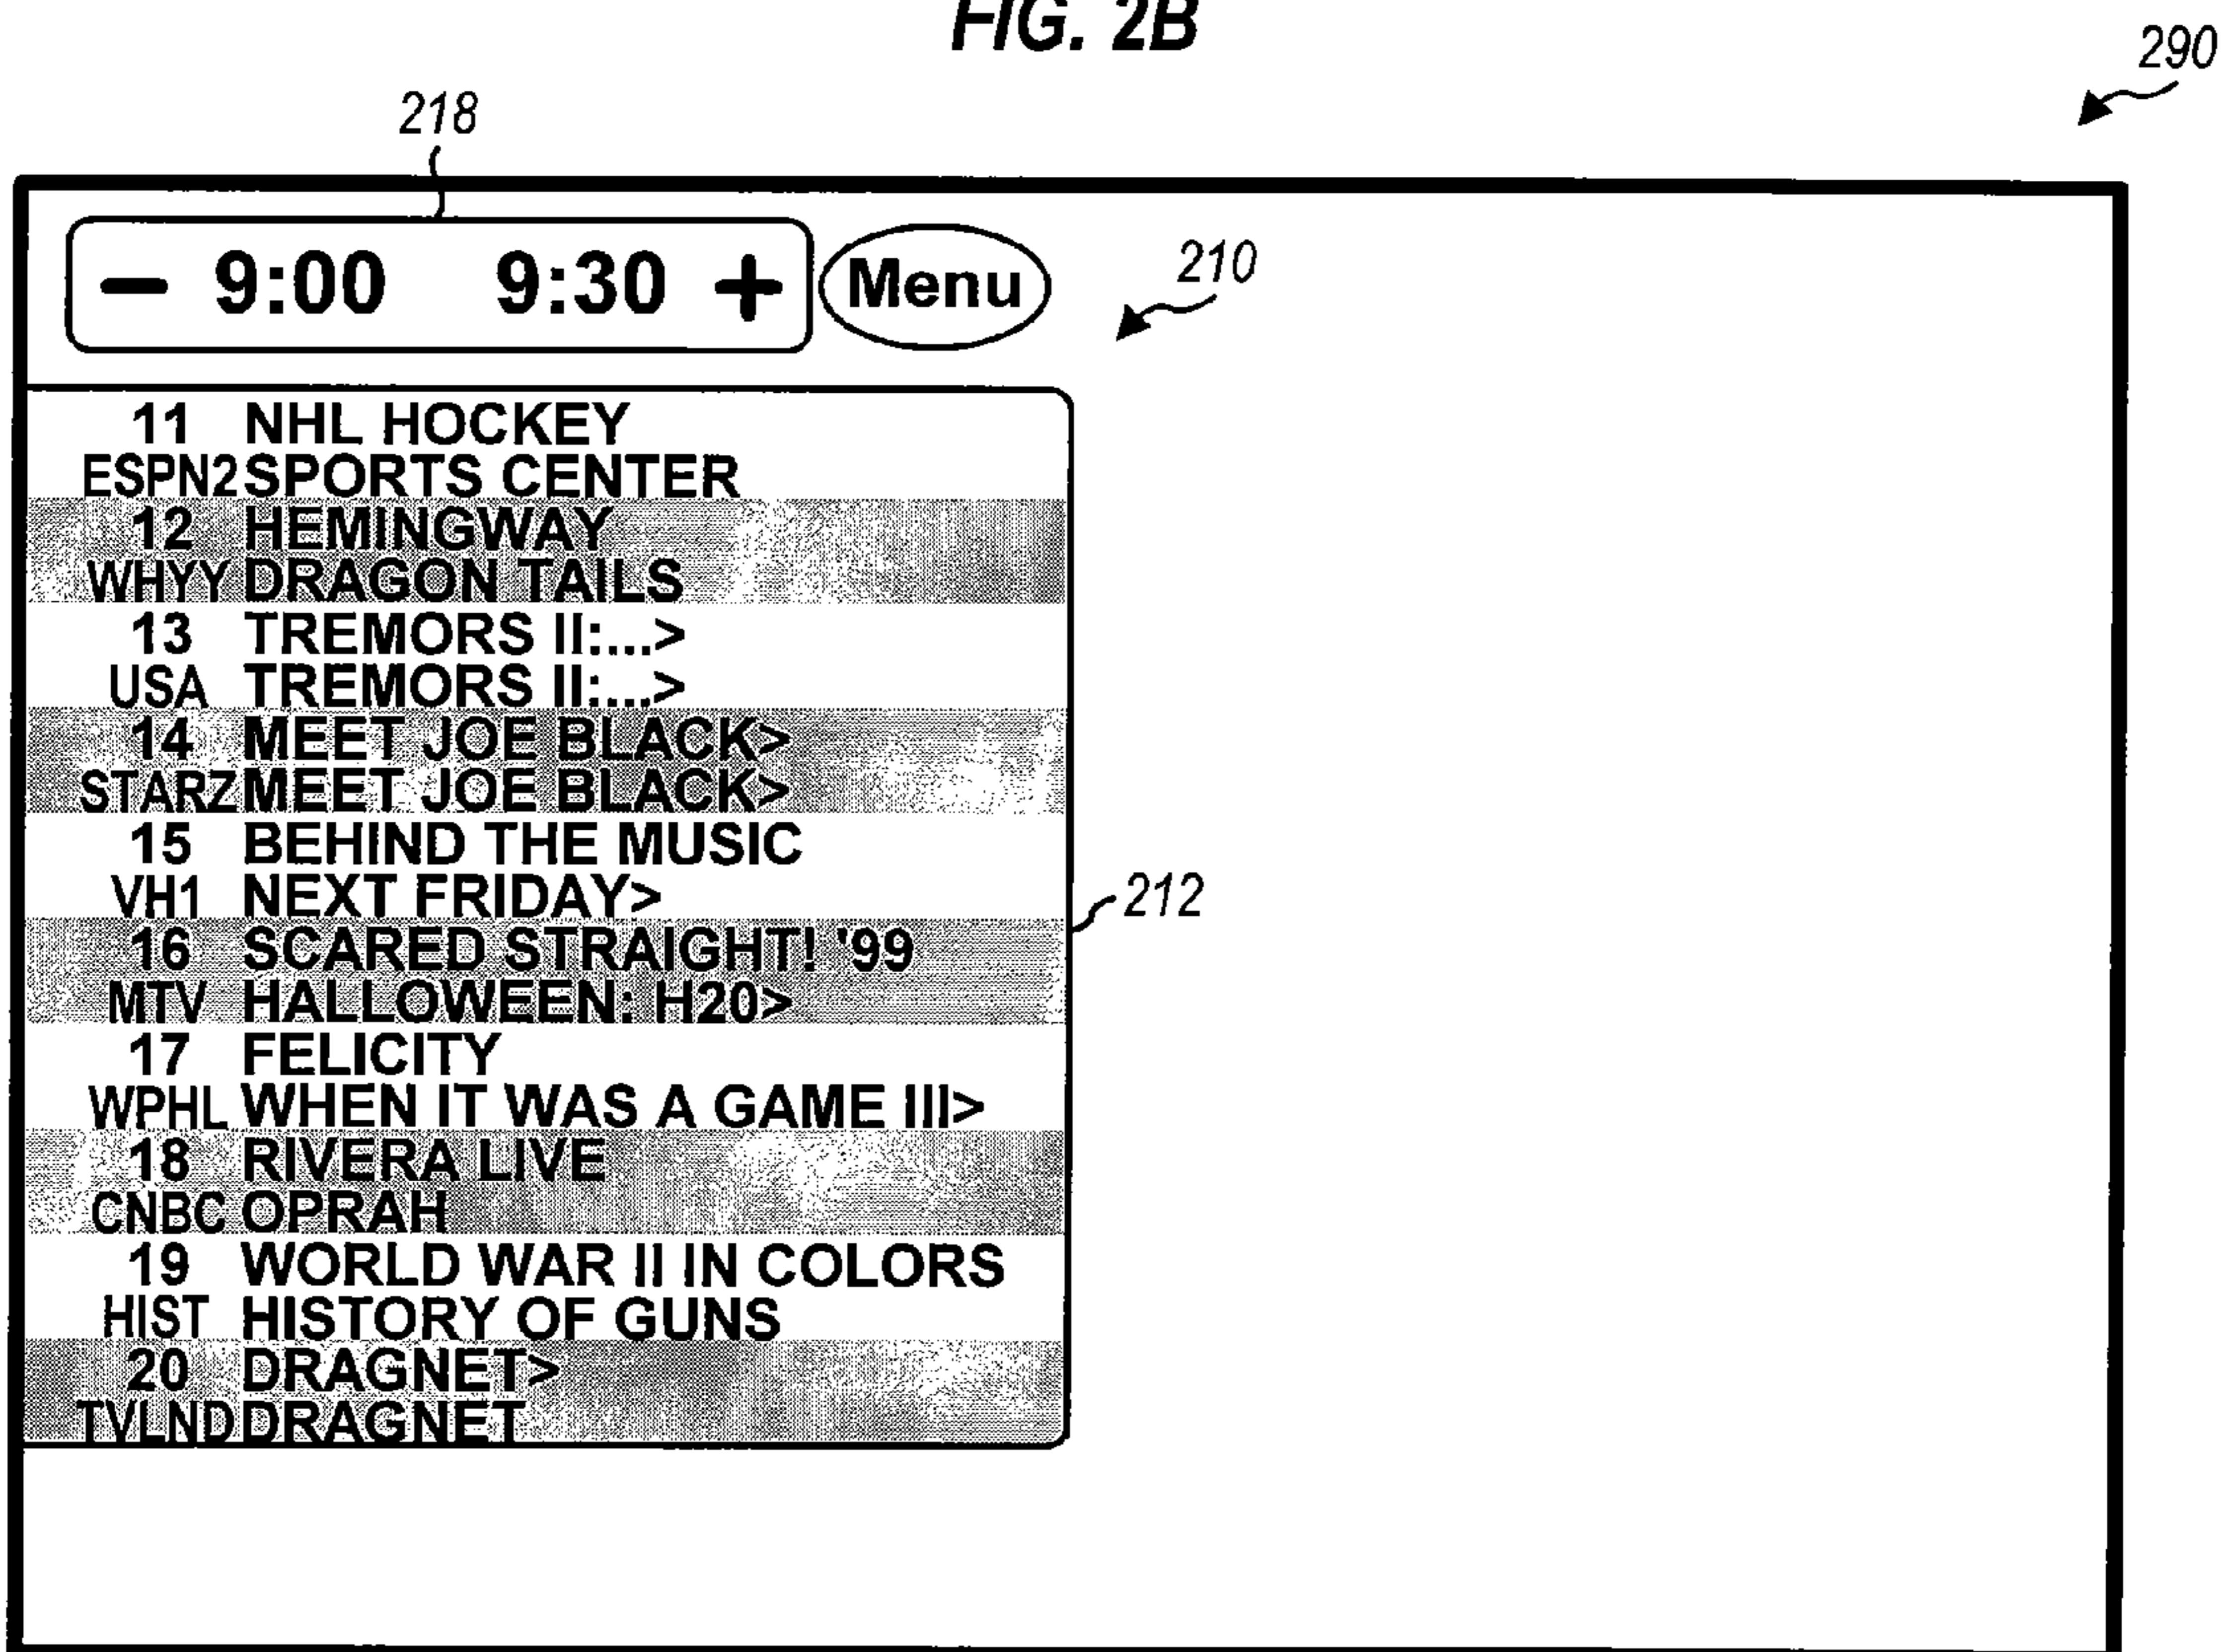 FIG. 2B
290
218
– 9:00 9:30 + Menu
210
11 NHL HOCKEY
ESPN2 SPORTS CENTER
12 HEMINGWAY
WHYY DRAGON TAILS
13 TREMORS II:...>
USA TREMORS II:...>
14 MEET JOE BLACK>
STARZ MEET JOE BLACK>
15 BEHIND THE MUSIC
VH1 NEXT FRIDAY>
212
16 SCARED STRAIGHT! '99
MTV HALLOWEEN: H20>
17 FELICITY
WPHL WHEN IT WAS A GAME III>
18 RIVERA LIVE
CNBC OPRAH
19 WORLD WAR II IN COLORS
HIST HISTORY OF GUNS
20 DRAGNET>
TVLND DRAGNET